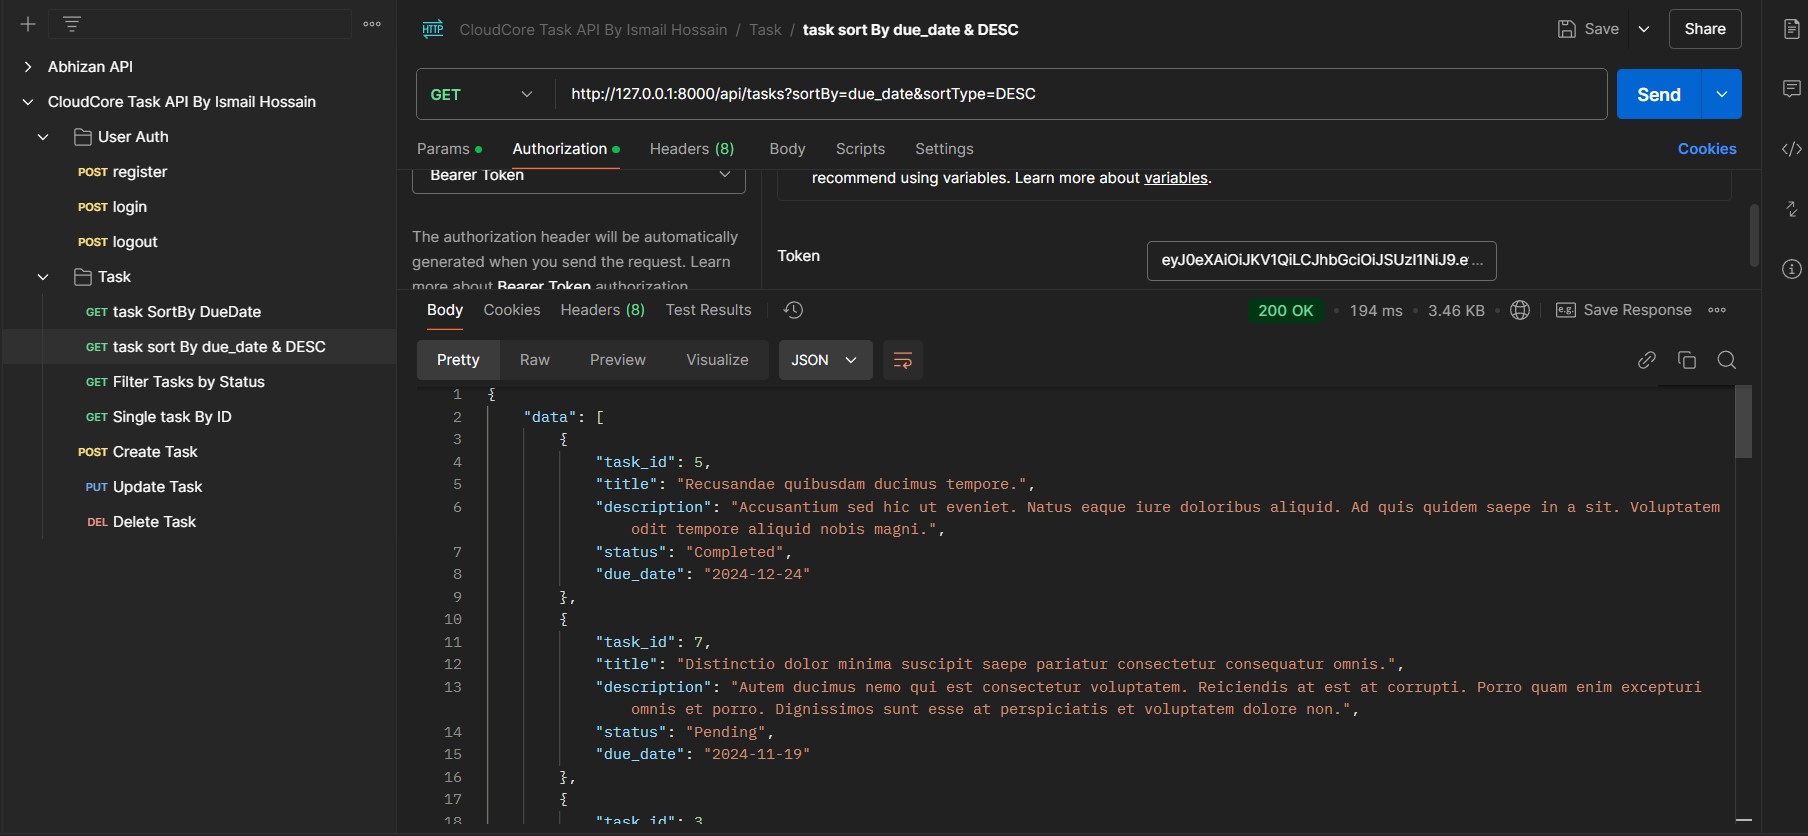 Abhizan API
CloudCore Task API By Ismail Hossain
User Auth
POST register
POST login
POST logout
Task
GET task SortBy DueDate
GET task sort By due_date & DESC
GET Filter Tasks by Status
GET Single task By ID
POST Create Task
PUT Update Task
DEL Delete Task
HTTP CloudCore Task API By Ismail Hossain / Task / task sort By due_date & DESC
Save
Share
GET http://127.0.0.1:8000/api/tasks?sortBy=due_date&sortType=DESC
Send
Params Authorization Headers (8) Body Scripts Settings
Cookies
Bearer Token
recommend using variables. Learn more about variables.
The authorization header will be automatically
generated when you send the request. Learn
more about Bearer Token authorization.
Token
eyJ0eXAiOiJKV1QiLCJhbGciOiJSUzI1NiJ9.e ...
Body Cookies Headers (8) Test Results
200 OK • 194 ms • 3.46 KB • e.g. Save Response
Pretty Raw Preview Visualize JSON
1 {
2 "data": [
3 {
4 "task_id": 5,
5 "title": "Recusandae quibusdam ducimus tempore.",
6 "description": "Accusantium sed hic ut eveniet. Natus eaque iure doloribus aliquid. Ad quis quidem saepe in a sit. Voluptatem
odit tempore aliquid nobis magni.",
7 "status": "Completed",
8 "due_date": "2024-12-24"
9 },
10 {
11 "task_id": 7,
12 "title": "Distinctio dolor minima suscipit saepe pariatur consectetur consequatur omnis.",
13 "description": "Autem ducimus nemo qui est consectetur voluptatem. Reiciendis at est at corrupti. Porro quam enim excepturi
omnis et porro. Dignissimos sunt esse at perspiciatis et voluptatem dolore non.",
14 "status": "Pending",
15 "due_date": "2024-11-19"
16 },
17 {
18 "task_id": 3